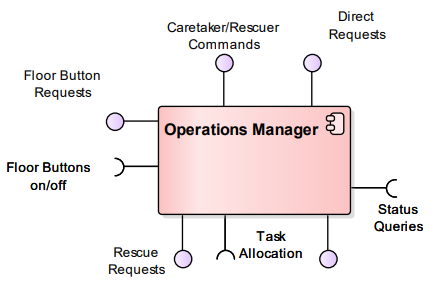 Caretaker/Rescuer
Commands
Direct
Requests
Floor Button
Requests
Operations Manager
Floor Buttons
on/off
Status
Queries
Rescue
Requests
Task
Allocation